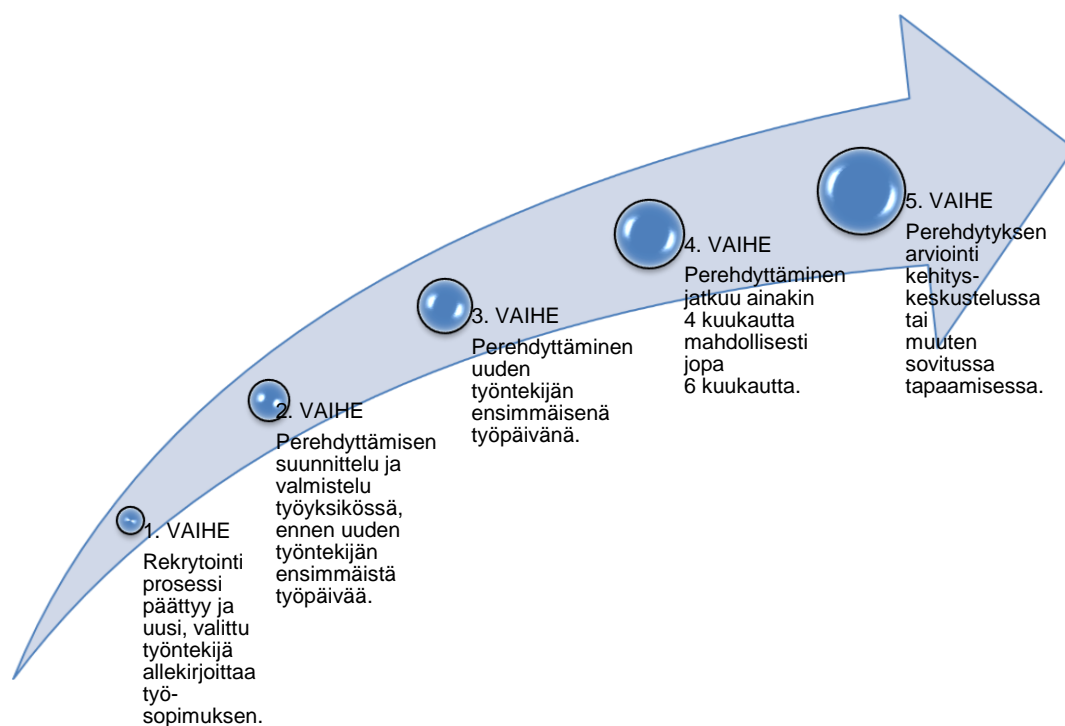 1. VAIHE
Rekrytointi
prosessi
päättyy ja
uusi, valittu
työntekijä
allekirjoittaa
työ-
sopimuksen.
2. VAIHE
Perehdyttämisen
suunnittelu ja
valmistelu
työyksikössä,
ennen uuden
työntekijän
ensimmäistä
työpäivää.
3. VAIHE
Perehdyttäminen
uuden
työntekijän
ensimmäisenä
työpäivänä.
4. VAIHE
Perehdyttäminen
jatkuu ainakin
4 kuukautta
mahdollisesti
jopa
6 kuukautta.
5. VAIHE
Perehdytyksen
arviointi
kehitys-
keskustelussa
tai
muuten
sovitussa
tapaamisessa.